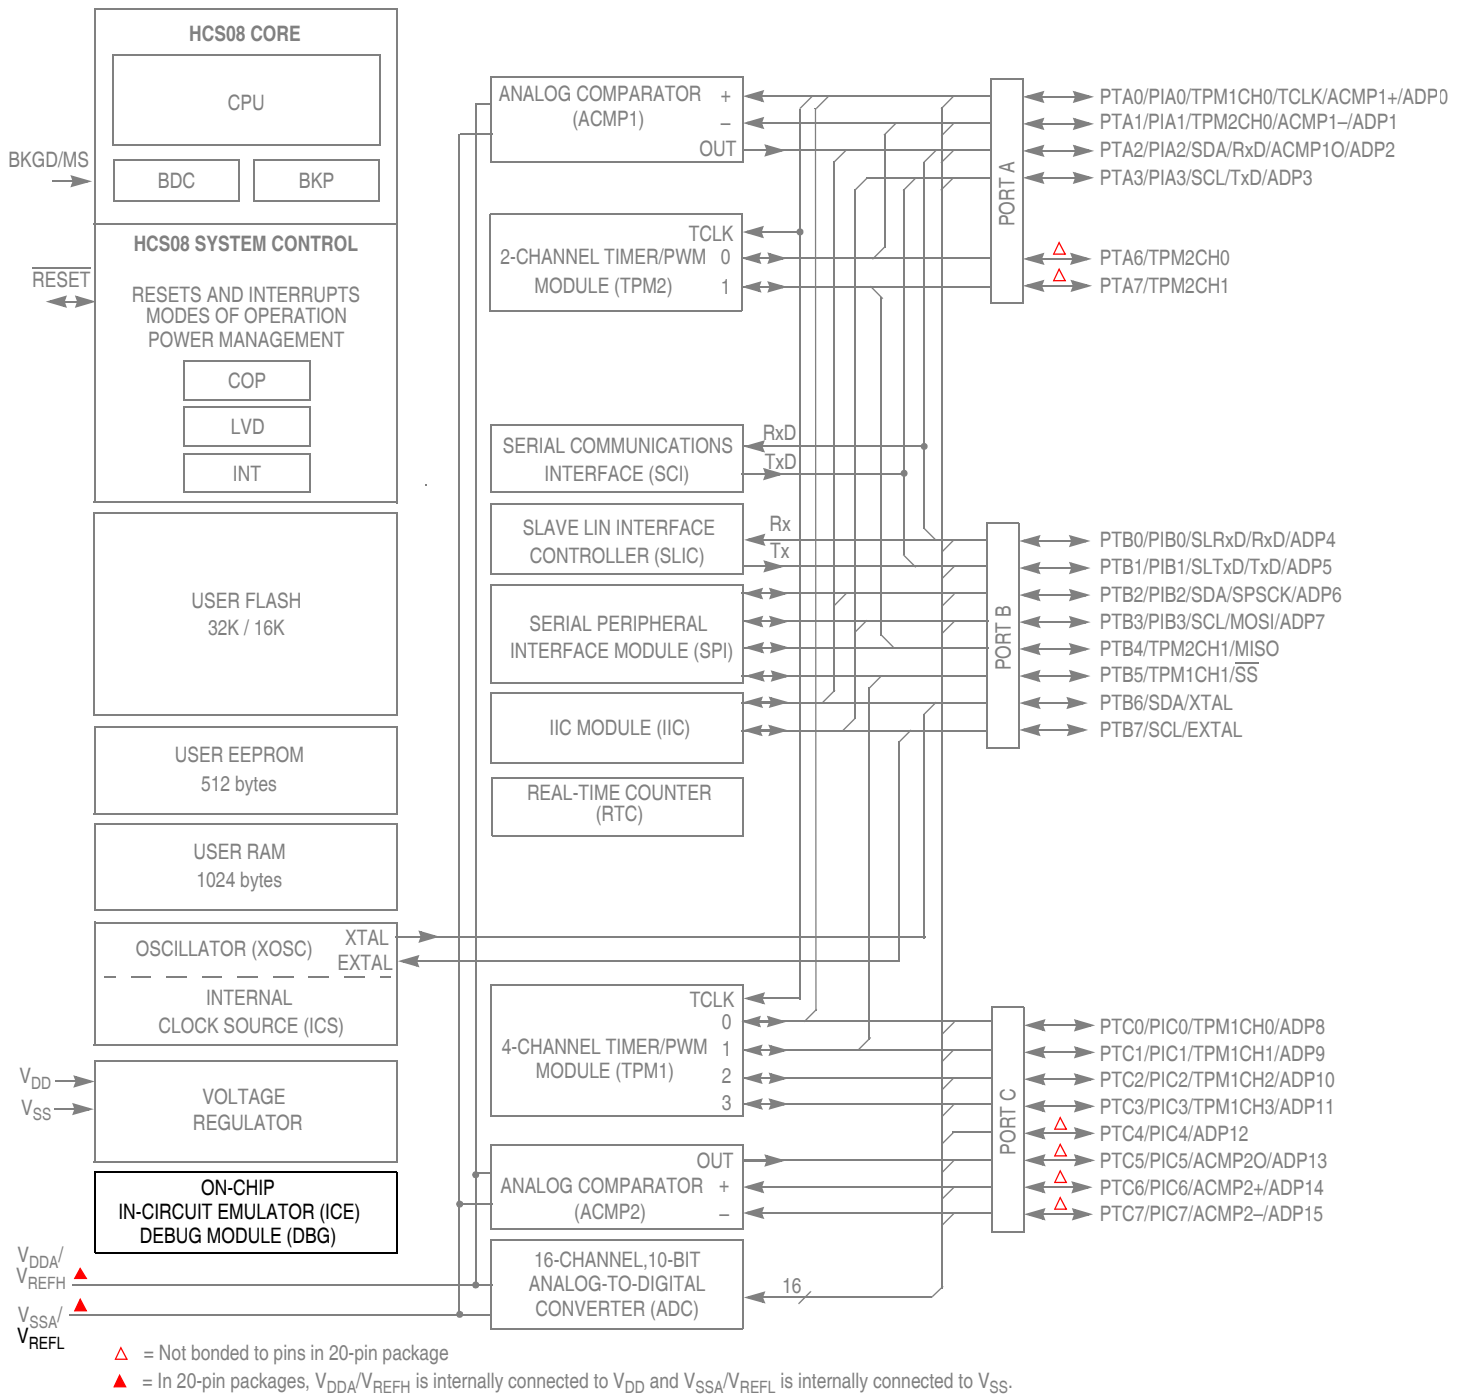 HCS08 CORE
CPU
BDC
BKP
BKGD/MS
HCS08 SYSTEM CONTROL
RESET
RESETS AND INTERRUPTS
MODES OF OPERATION
POWER MANAGEMENT
COP
LVD
INT
USER FLASH
32K / 16K
USER EEPROM
512 bytes
USER RAM
1024 bytes
OSCILLATOR (XOSC)
XTAL
EXTAL
INTERNAL
CLOCK SOURCE (ICS)
VDD
VSS
VOLTAGE
REGULATOR
ON-CHIP
IN-CIRCUIT EMULATOR (ICE)
DEBUG MODULE (DBG)
VDDA/
VREFH
VSSA/
VREFL
ANALOG COMPARATOR
(ACMP1)
+
–
OUT
TCLK
2-CHANNEL TIMER/PWM
MODULE (TPM2)
0
1
SERIAL COMMUNICATIONS
INTERFACE (SCI)
RxD
TxD
SLAVE LIN INTERFACE
CONTROLLER (SLIC)
Rx
Tx
SERIAL PERIPHERAL
INTERFACE MODULE (SPI)
IIC MODULE (IIC)
REAL-TIME COUNTER
(RTC)
TCLK
0
4-CHANNEL TIMER/PWM
MODULE (TPM1)
1
2
3
OUT
ANALOG COMPARATOR
(ACMP2)
+
–
16-CHANNEL,10-BIT
ANALOG-TO-DIGITAL
CONVERTER (ADC)
16
PORT A
PTA0/PIA0/TPM1CH0/TCLK/ACMP1+/ADP0
PTA1/PIA1/TPM2CH0/ACMP1–/ADP1
PTA2/PIA2/SDA/RxD/ACMP1O/ADP2
PTA3/PIA3/SCL/TxD/ADP3
PTA6/TPM2CH0
PTA7/TPM2CH1
PORT B
PTB0/PIB0/SLRxD/RxD/ADP4
PTB1/PIB1/SLTxD/TxD/ADP5
PTB2/PIB2/SDA/SPSCK/ADP6
PTB3/PIB3/SCL/MOSI/ADP7
PTB4/TPM2CH1/MISO
PTB5/TPM1CH1/SS
PTB6/SDA/XTAL
PTB7/SCL/EXTAL
PORT C
PTC0/PIC0/TPM1CH0/ADP8
PTC1/PIC1/TPM1CH1/ADP9
PTC2/PIC2/TPM1CH2/ADP10
PTC3/PIC3/TPM1CH3/ADP11
PTC4/PIC4/ADP12
PTC5/PIC5/ACMP2O/ADP13
PTC6/PIC6/ACMP2+/ADP14
PTC7/PIC7/ACMP2–/ADP15
△ = Not bonded to pins in 20-pin package
▲ = In 20-pin packages, VDDA/VREFH is internally connected to VDD and VSSA/VREFL is internally connected to VSS.